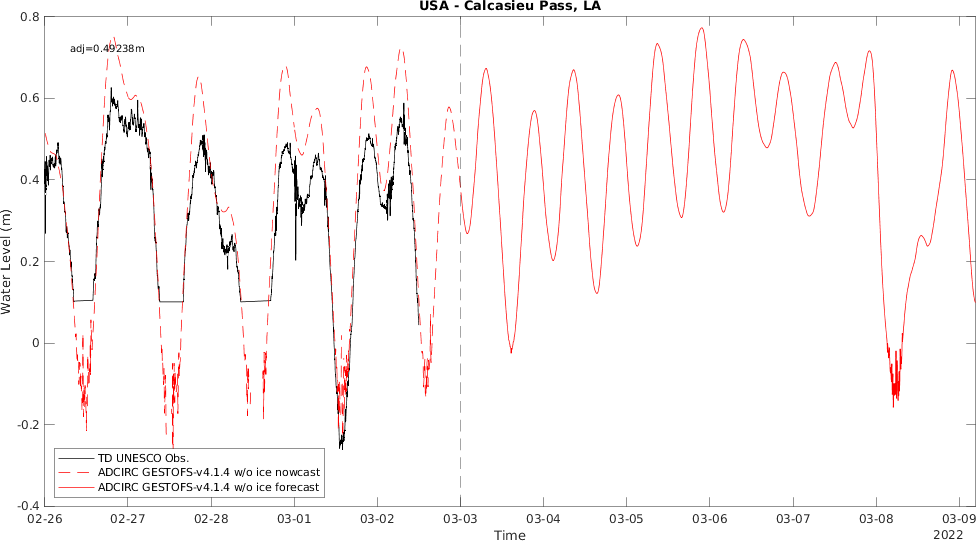 USA - Calcasieu Pass, LA
adj=0.49238m
0.8
0.6
0.4
0.2
0
-0.2
-0.4
Water Level (m)
TD UNESCO Obs.
ADCIRC GESTOFS-v4.1.4 w/o ice nowcast
ADCIRC GESTOFS-v4.1.4 w/o ice forecast
02-26 02-27 02-28 03-01 03-02 03-03 03-04 03-05 03-06 03-07 03-08 03-09
Time
2022